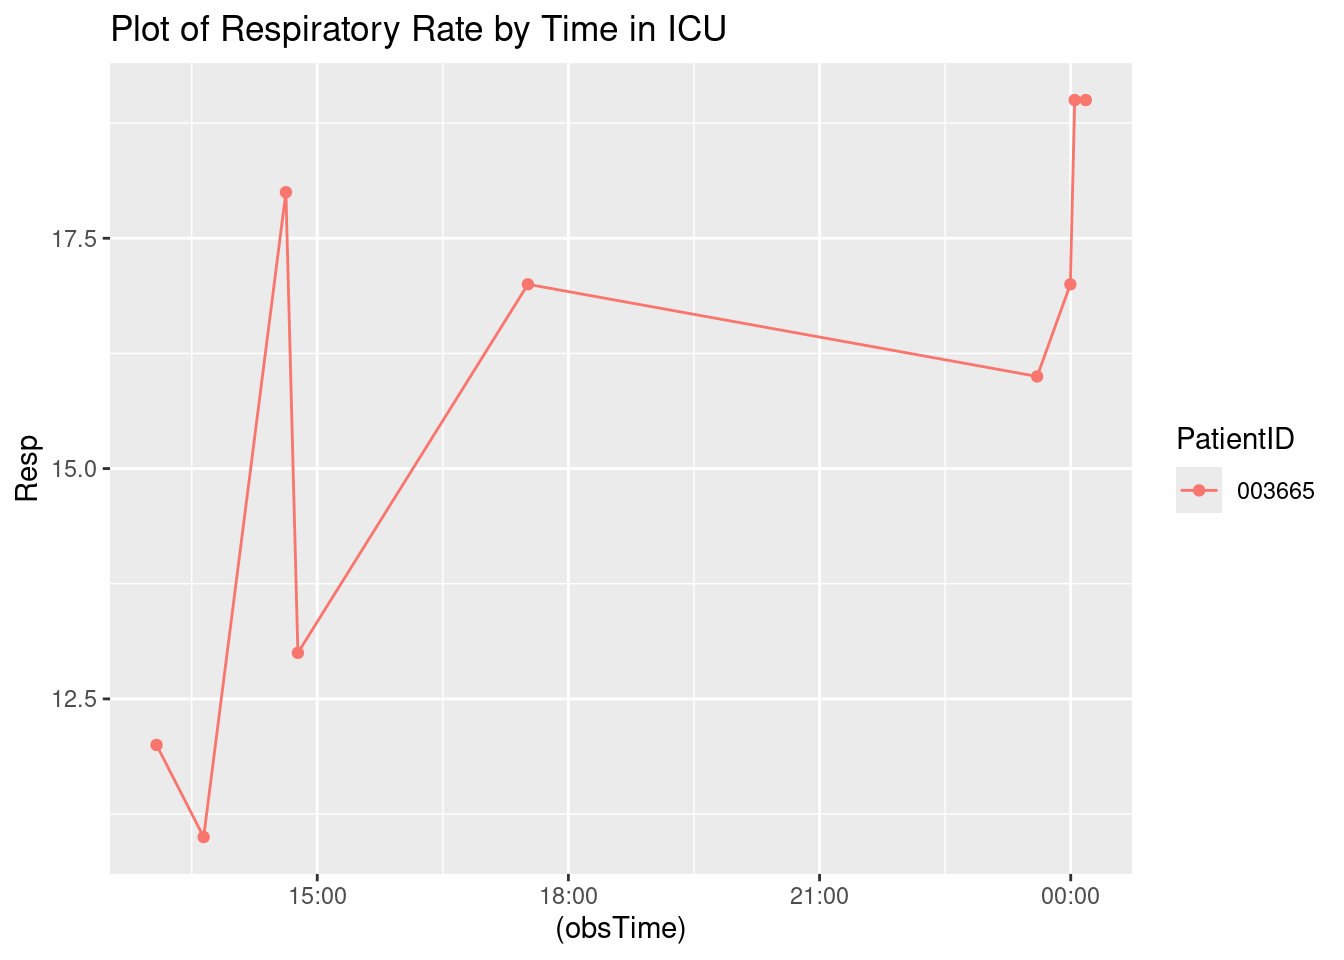 Plot of Respiratory Rate by Time in ICU
Resp
17.5
15.0
12.5
15:00 18:00 21:00 00:00
(obsTime)
PatientID
003665